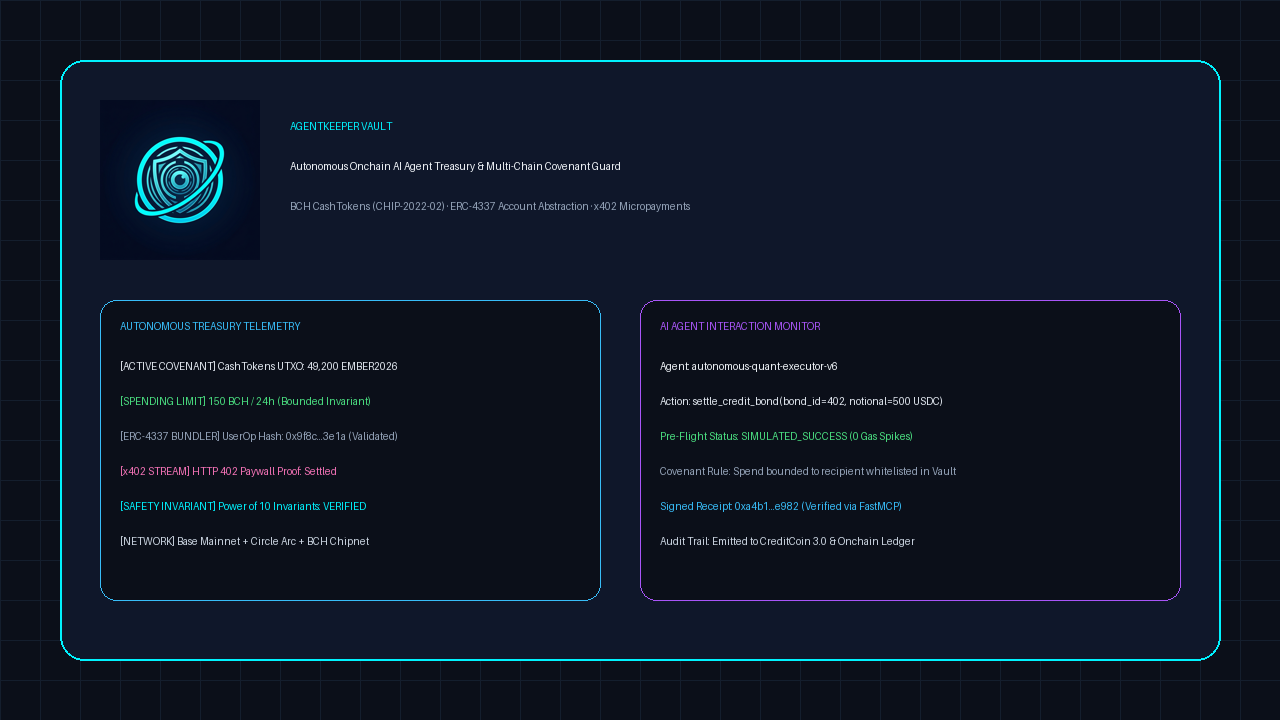 AGENTKEEPER VAULT
Autonomous Onchain AI Agent Treasury & Multi-Chain Covenant Guard
BCH CashTokens (CHIP-2022-02) · ERC-4337 Account Abstraction · x402 Micropayments
AUTONOMOUS TREASURY TELEMETRY
[ACTIVE COVENANT] CashTokens UTXO: 49,200 EMBER2026
[SPENDING LIMIT] 150 BCH / 24h (Bounded Invariant)
[ERC-4337 BUNDLER] UserOp Hash: 0x9f8c...3e1a (Validated)
[x402 STREAM] HTTP 402 Paywall Proof: Settled
[SAFETY INVARIANT] Power of 10 Invariants: VERIFIED
[NETWORK] Base Mainnet + Circle Arc + BCH Chipnet
AI AGENT INTERACTION MONITOR
Agent: autonomous-quant-executor-v6
Action: settle_credit_bond(bond_id=402, notional=500 USDC)
Pre-Flight Status: SIMULATED_SUCCESS (0 Gas Spikes)
Covenant Rule: Spend bounded to recipient whitelisted in Vault
Signed Receipt: 0xa4b1...e982 (Verified via FastMCP)
Audit Trail: Emitted to CreditCoin 3.0 & Onchain Ledger